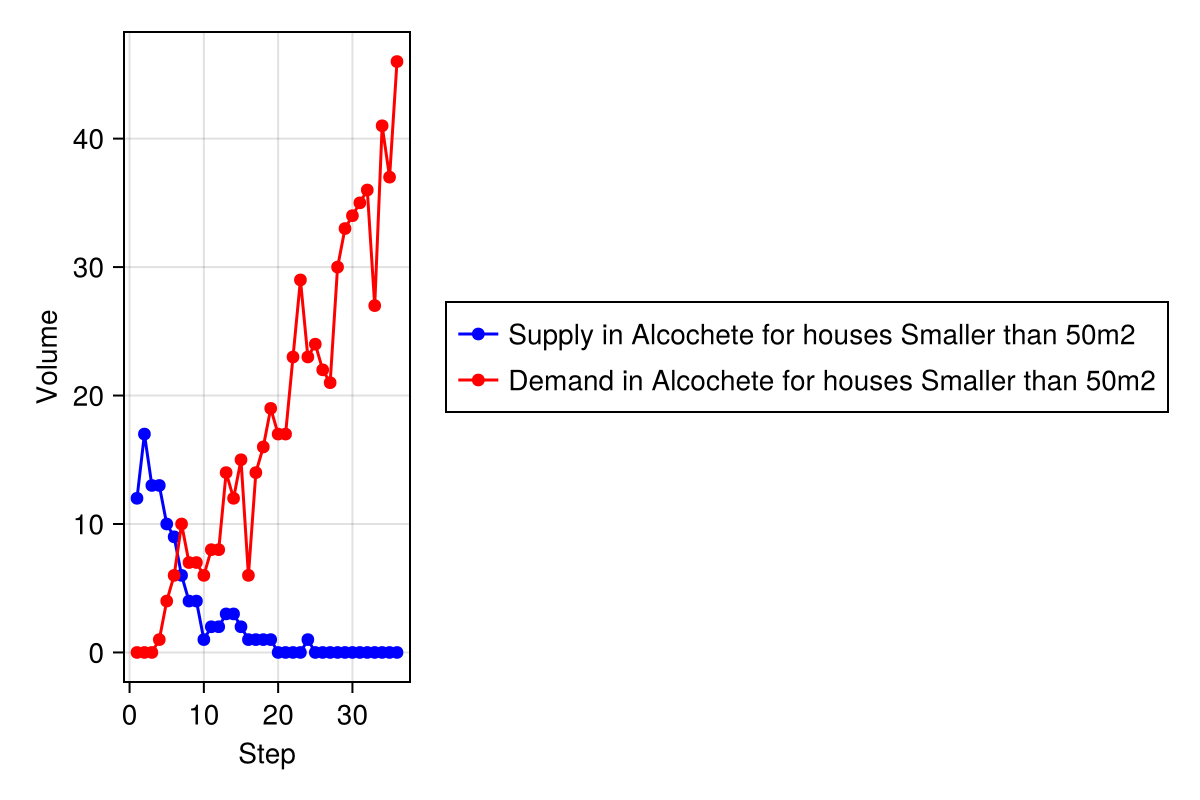 Volume
40
30
20
10
0
0 10 20 30
Step
Supply in Alcochete for houses Smaller than 50m2
Demand in Alcochete for houses Smaller than 50m2